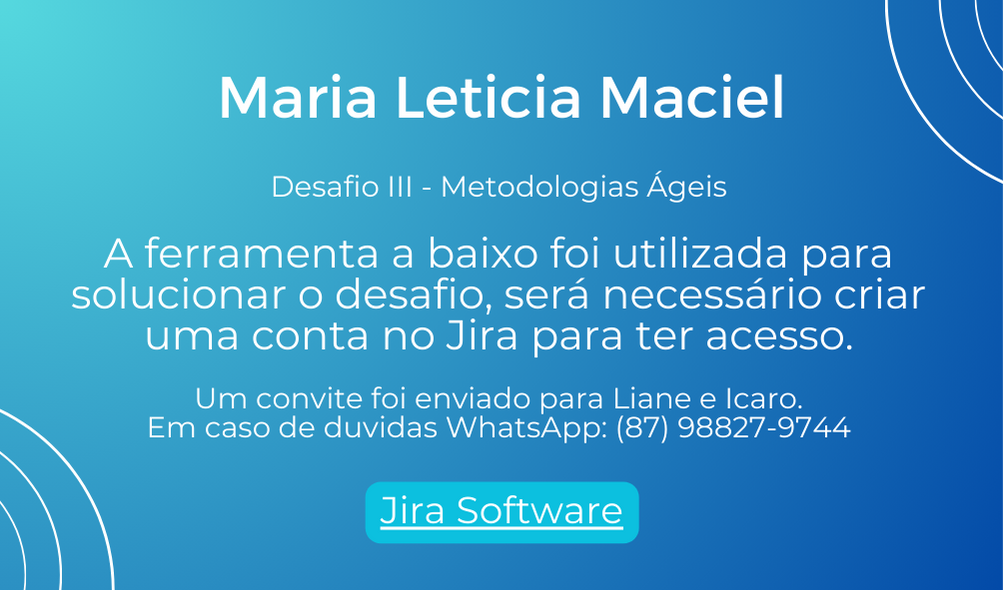 Maria Leticia Maciel
Desafio III - Metodologias Ágeis
A ferramenta a baixo foi utilizada para
solucionar o desafio, será necessário criar
uma conta no Jira para ter acesso.
Um convite foi enviado para Liane e Icaro.
Em caso de duvidas WhatsApp: (87) 98827-9744
Jira Software